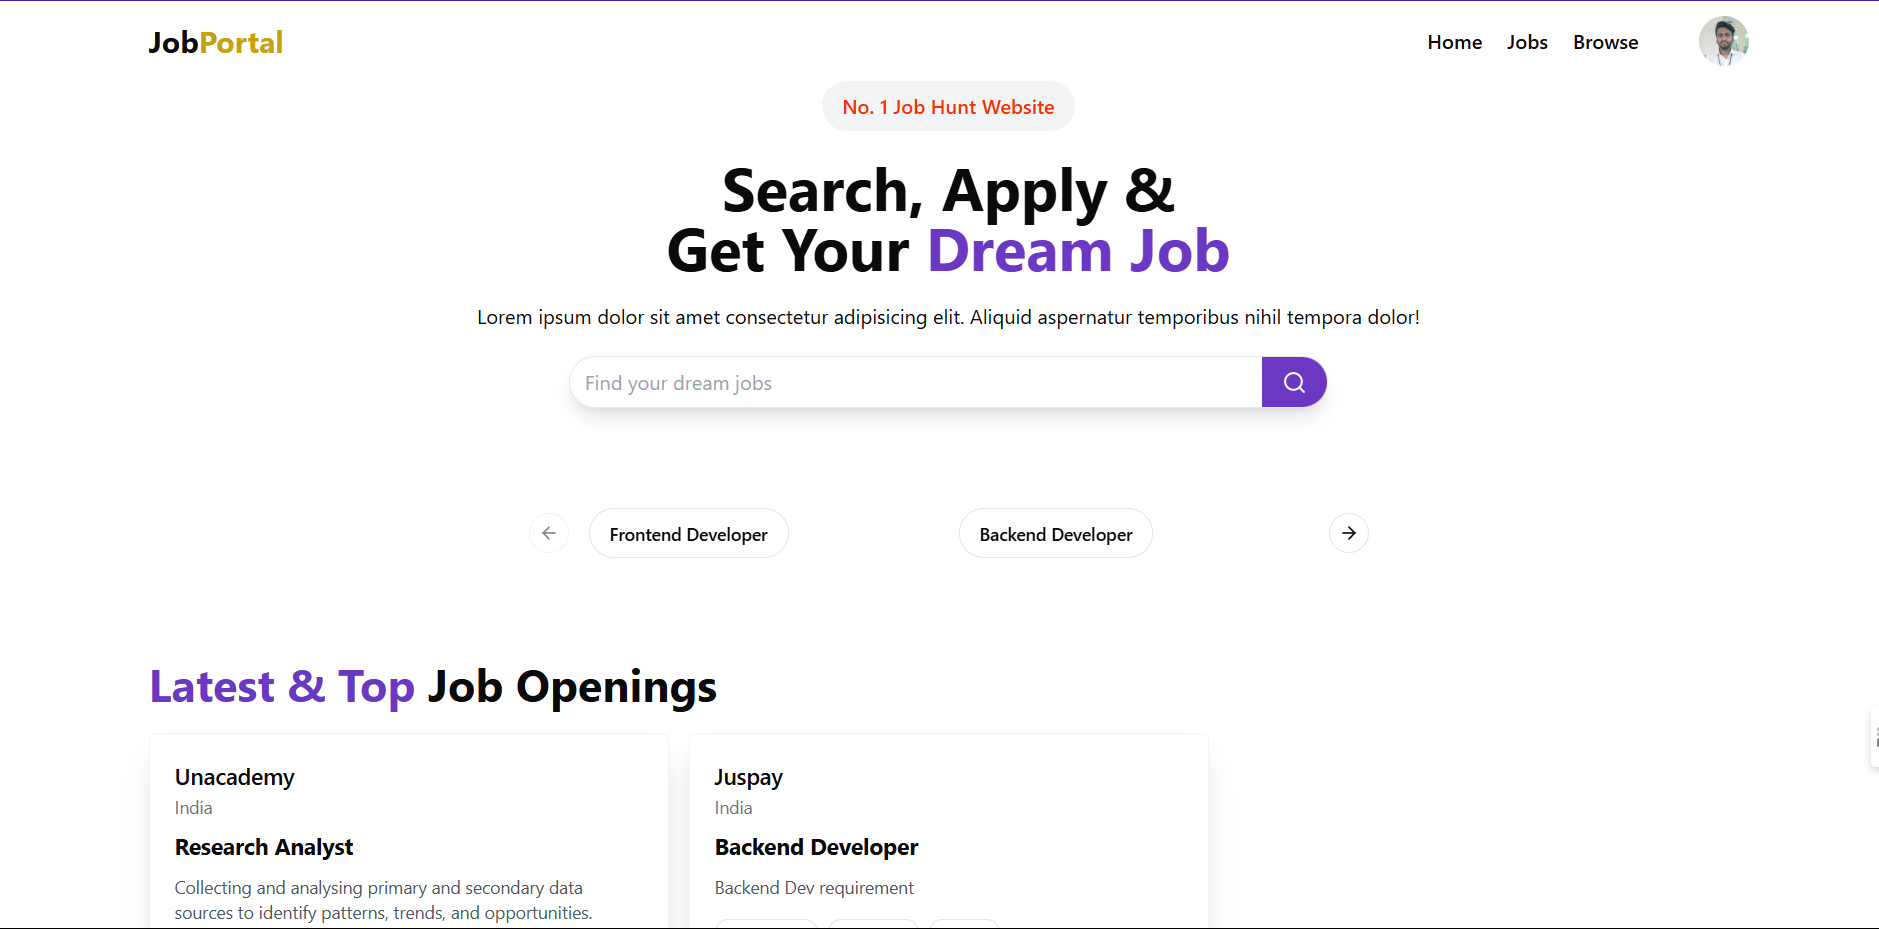 JobPortal
Home Jobs Browse
No. 1 Job Hunt Website
Search, Apply &
Get Your Dream Job
Lorem ipsum dolor sit amet consectetur adipisicing elit. Aliquid aspernatur temporibus nihil tempora dolor!
Find your dream jobs
Frontend Developer
Backend Developer
Latest & Top Job Openings
Unacademy
India
Research Analyst
Collecting and analysing primary and secondary data
sources to identify patterns, trends, and opportunities.
Juspay
India
Backend Developer
Backend Dev requirement